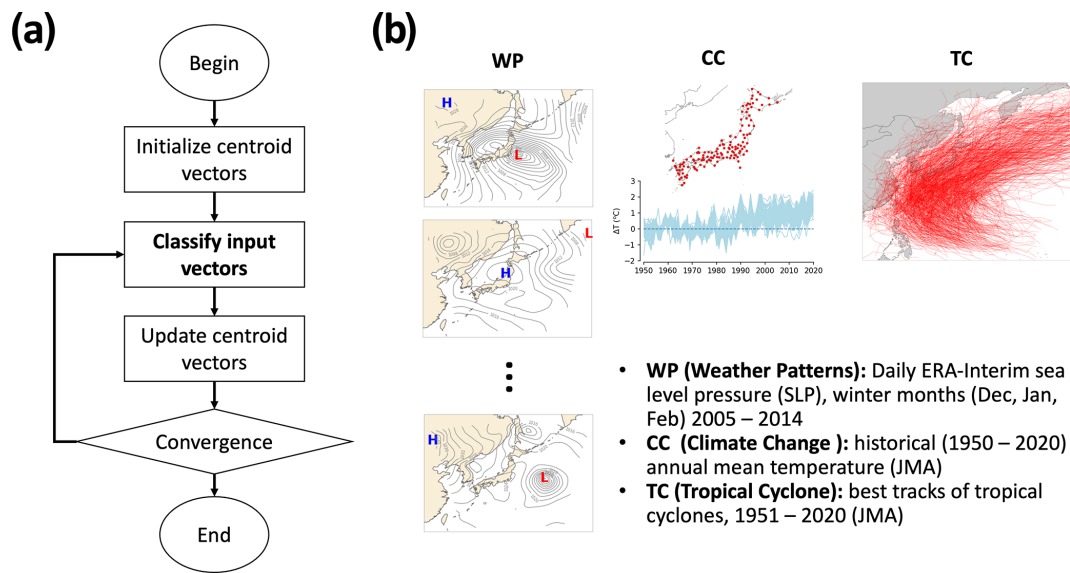 (a)
Begin
Initialize centroid
vectors
Classify input
vectors
Update centroid
vectors
Convergence
End
(b)
WP
CC
TC
H
L
L
H
H
L
ΔT (°C)
3
2
1
0
−1
−2
1950 1960 1970 1980 1990 2000 2010 2020
• WP (Weather Patterns): Daily ERA-Interim sea
level pressure (SLP), winter months (Dec, Jan,
Feb) 2005 – 2014
• CC (Climate Change ): historical (1950 – 2020)
annual mean temperature (JMA)
• TC (Tropical Cyclone): best tracks of tropical
cyclones, 1951 – 2020 (JMA)